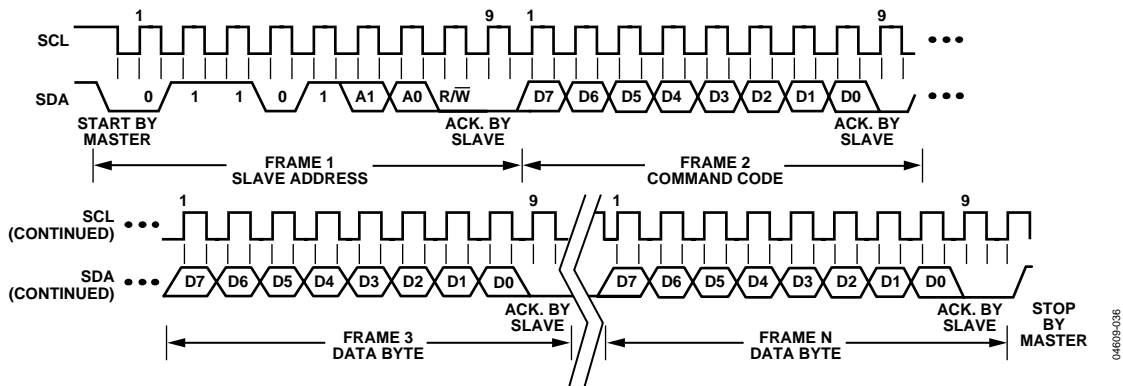 1 9 1 9
SCL
SDA 0 1 1 0 1 A1 A0 R/W̅ D7 D6 D5 D4 D3 D2 D1 D0
START BY MASTER
ACK. BY SLAVE
ACK. BY SLAVE
FRAME 1
SLAVE ADDRESS
FRAME 2
COMMAND CODE
1 9 1 9
SCL
(CONTINUED)
SDA
(CONTINUED)
D7 D6 D5 D4 D3 D2 D1 D0 D7 D6 D5 D4 D3 D2 D1 D0
ACK. BY
SLAVE
ACK. BY
SLAVE
STOP
BY
MASTER
FRAME 3
DATA BYTE
FRAME N
DATA BYTE
04609-036